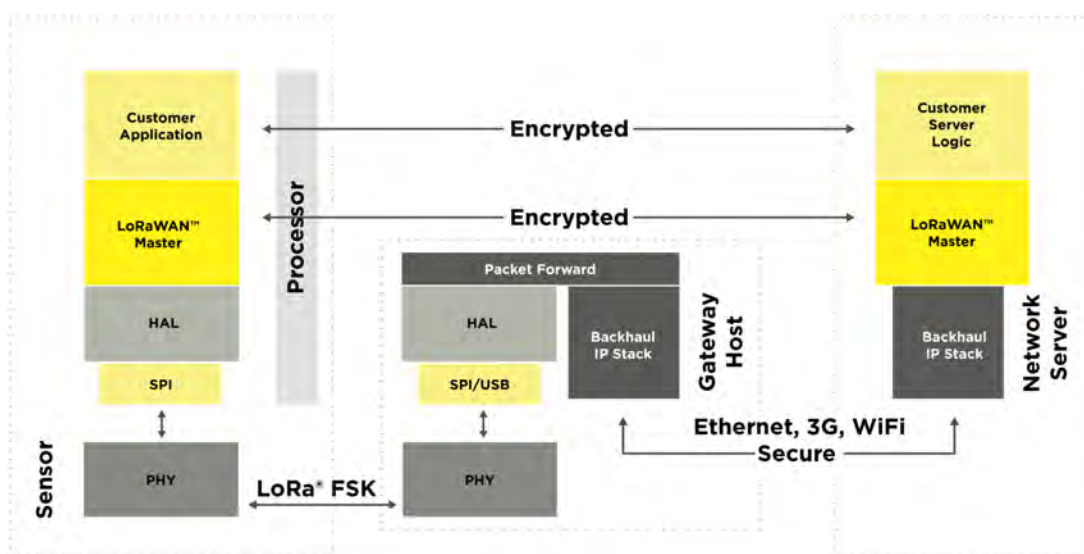 Customer
Application
LoRaWAN™
Master
HAL
SPI
PHY
Sensor
Processor
Encrypted
Encrypted
LoRa® FSK
Packet Forward
HAL
SPI/USB
PHY
Backhaul
IP Stack
Gateway
Host
Ethernet, 3G, WiFi
Secure
Customer
Server
Logic
LoRaWAN™
Master
Backhaul
IP Stack
Network
Server